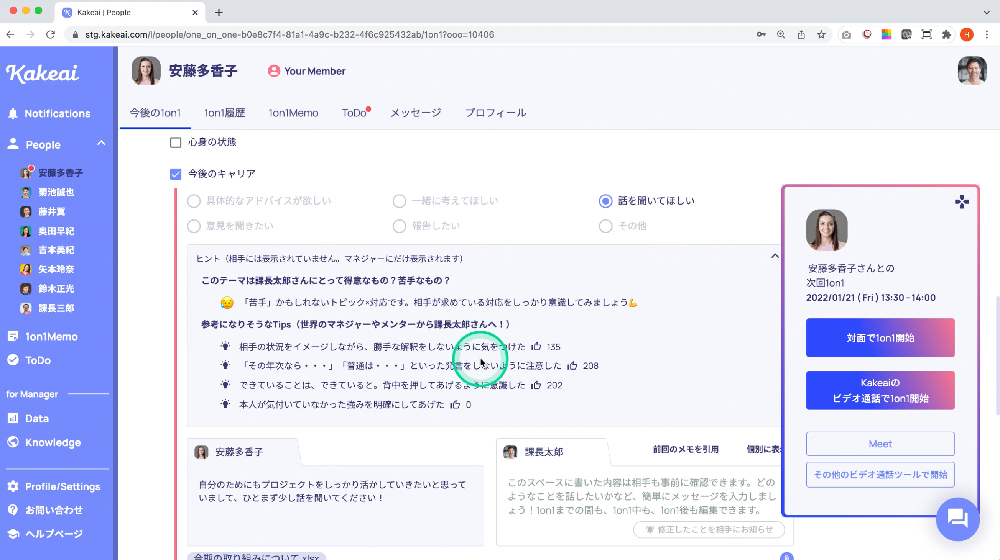 Kakeai | People
stg.kakeai.com/l/people/one_on_one-b0e8c7f4-81a1-4a9c-b232-4f6c925432ab/1on1?ooo=10406
H
Kakeai
Notifications
People
安藤多香子
菊池誠也
藤井翼
奥田早紀
吉本美紀
矢本玲奈
鈴木正光
課長三郎
1on1Memo
ToDo
for Manager
Data
Knowledge
Profile/Settings
お問い合わせ
ヘルプページ
安藤多香子
Your Member
今後の1on1
1on1履歴
1on1Memo
ToDo
メッセージ
プロフィール
心身の状態
今後のキャリア
具体的なアドバイスが欲しい
一緒に考えてほしい
話を聞いてほしい
意見を聞きたい
報告したい
その他
ヒント（相手には表示されていません。マネジャーにだけ表示されます）
このテーマは課長太郎さんにとって得意なもの？苦手なもの？
😥 「苦手」かもしれないトピック×対応です。相手が求めている対応をしっかり意識してみましょう💪
参考になりそうなTips（世界のマネジャーやメンターから課長太郎さんへ！）
相手の状況をイメージしながら、勝手な解釈をしないように気をつけた 135
「その年次なら・・・」「普通は・・・」といった発言をしないように注意した 208
できていることは、できていると。背中を押してあげるように意識した 202
本人が気付いていなかった強みを明確にしてあげた 0
安藤多香子
自分のためにもプロジェクトをしっかり活かしていきたいと思って
いまして、ひとまず少し話を聞いてください！
課長太郎
前回のメモを引用
個別に表
このスペースに書いた内容は相手も事前に確認できます。どの
ようなことを話したいかなど、簡単にメッセージを入力しまし
ょう！1on1までの間も、1on1中も、1on1後も編集できます。
修正したことを相手にお知らせ
今期の取り組みについて.xlsx
安藤多香子さんとの
次回1on1
2022/01/21 ( Fri ) 13:30 - 14:00
対面で1on1開始
Kakeaiの
ビデオ通話で1on1開始
Meet
その他のビデオ通話ツールで開始